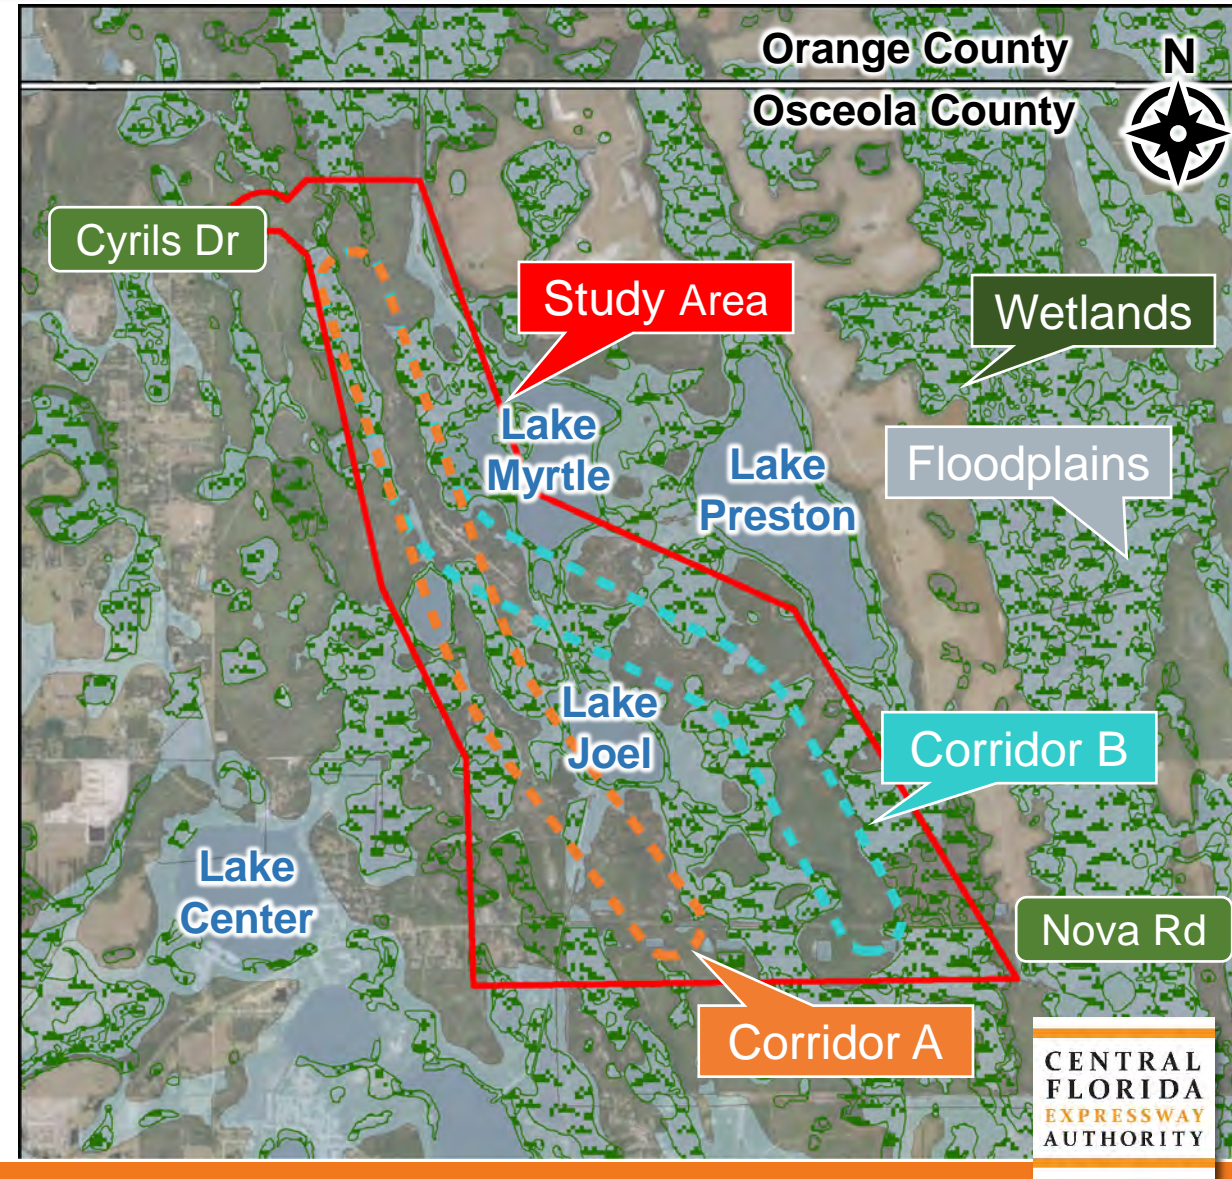 Orange County
N
Osceola County
Cyrils Dr
Study Area
Wetlands
Lake
Myrtle
Lake
Preston
Floodplains
Lake
Joel
Corridor B
Lake
Center
Nova Rd
Corridor A
CENTRAL
FLORIDA
EXPRESSWAY
AUTHORITY